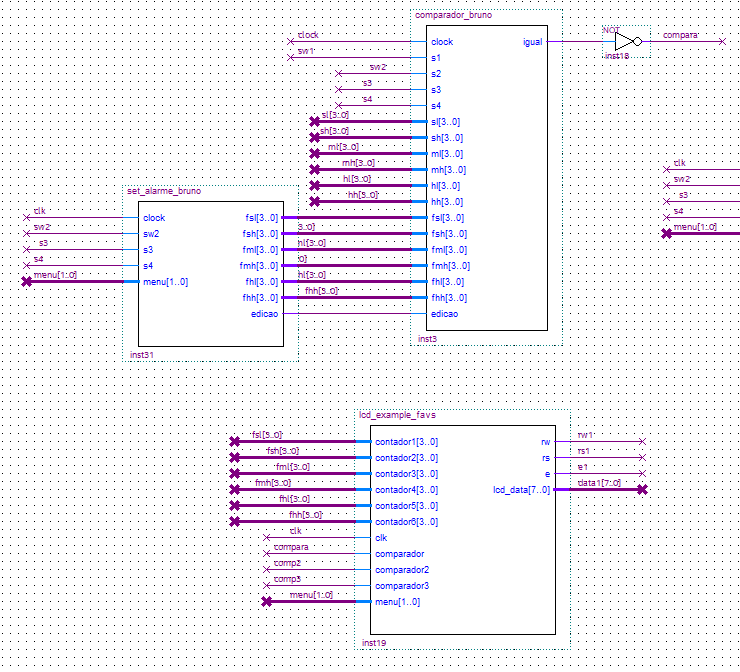 comparador_bruno
clock clock igual NOT compara
sw1 s1 inst18
sw2 s2
s3 s3
s4 s4
sl[3..0] sl[3..0]
sh[3..0] sh[3..0]
ml[3..0] ml[3..0]
mh[3..0] mh[3..0]
hl[3..0] hl[3..0]
hh[3..0] hh[3..0]
clk
sw2
s3
s4
menu[1..0]
set_alarme_bruno
clk clock fsl[3..0] fsl[3..0]
sw2 sw2 fsh[3..0] 3..0] fsh[3..0]
s3 s3 fml[3..0] nl[3..0] fml[3..0]
s4 s4 fmh[3..0] 0] fmh[3..0]
menu[1..0] menu[1..0] fhl[3..0] hl[3..0] fhl[3..0]
fhh[3..0] fhh[3..0] fhh[3..0]
edicao edicao
inst31 inst3
lcd_example_favs
fsl[3..0] contador1[3..0] rw rw1
fsh[3..0] contador2[3..0] rs rs1
fml[3..0] contador3[3..0] e e1
fmh[3..0] contador4[3..0] lcd_data[7..0] data1[7..0]
fhl[3..0] contador5[3..0]
fhh[3..0] contador6[3..0]
clk clk
compara comparador
comp2 comparador2
comp3 comparador3
menu[1..0] menu[1..0]
inst19